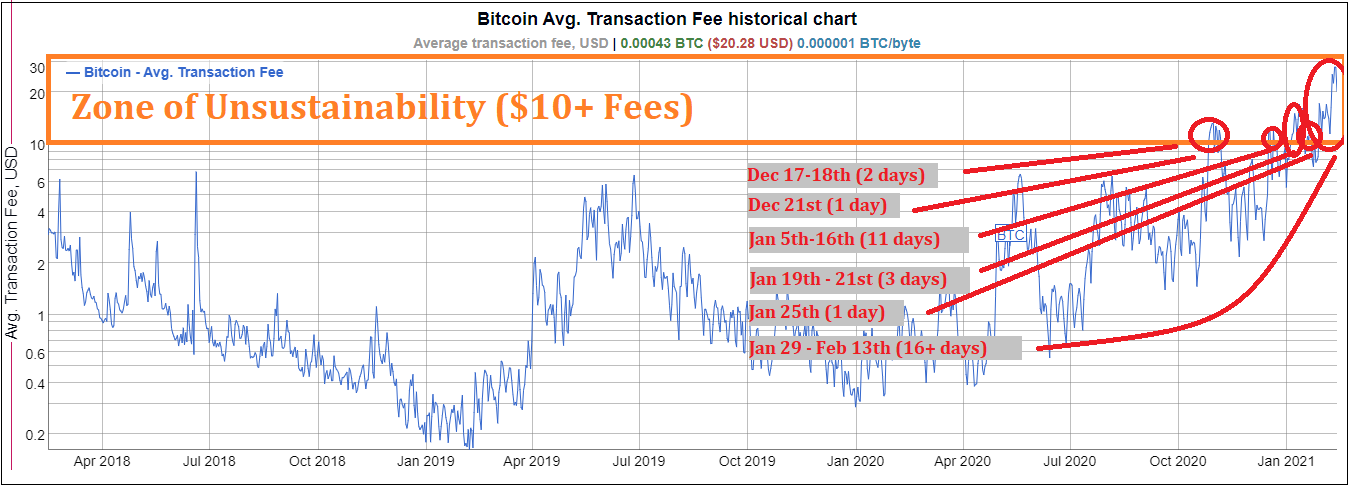 Bitcoin Avg. Transaction Fee historical chart
Average transaction fee, USD | 0.00043 BTC ($20.28 USD) 0.000001 BTC/byte
— Bitcoin - Avg. Transaction Fee
Zone of Unsustainability ($10+ Fees)
Avg. Transaction Fee, USD
30
20
10
6
4
2
1
0.6
0.4
0.2
Dec 17-18th (2 days)
Dec 21st (1 day)
BTC
Jan 5th-16th (11 days)
Jan 19th - 21st (3 days)
Jan 25th (1 day)
Jan 29 - Feb 13th (16+ days)
Apr 2018 Jul 2018 Oct 2018 Jan 2019 Apr 2019 Jul 2019 Oct 2019 Jan 2020 Apr 2020 Jul 2020 Oct 2020 Jan 2021